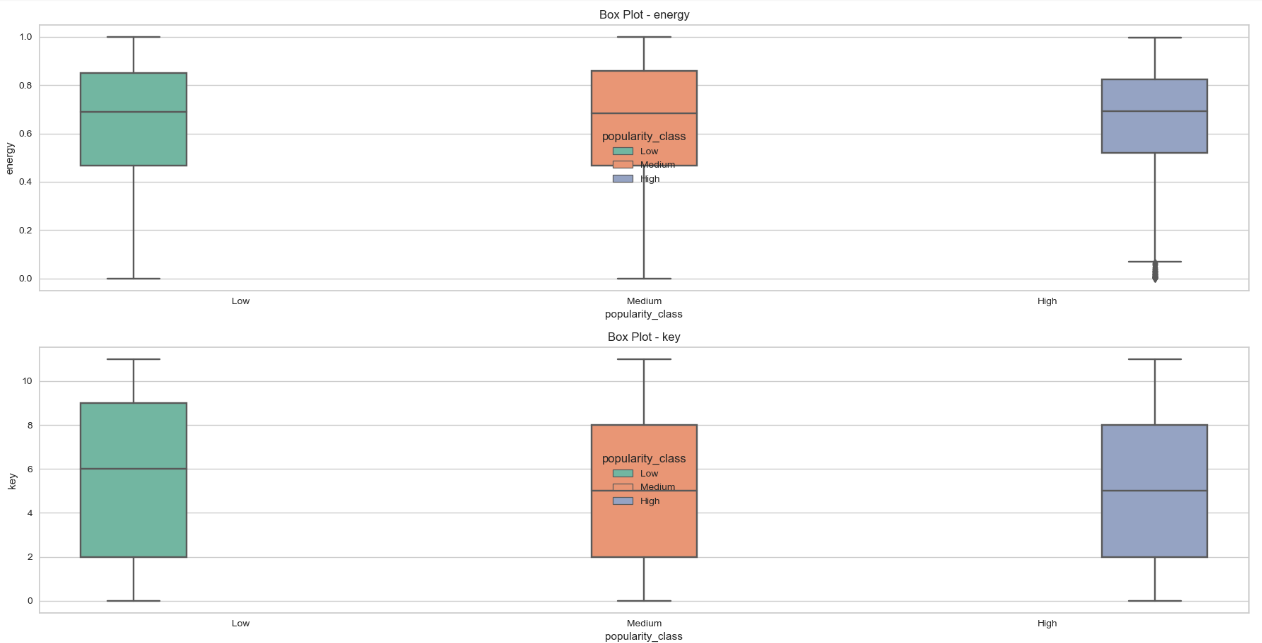 Box Plot - energy
1.0
0.8
0.6
0.4
0.2
0.0
energy
popularity_class
Low
Medium
High
Low
Medium
High
popularity_class
Box Plot - key
10
8
6
4
2
0
key
popularity_class
Low
Medium
High
Low
Medium
High
popularity_class